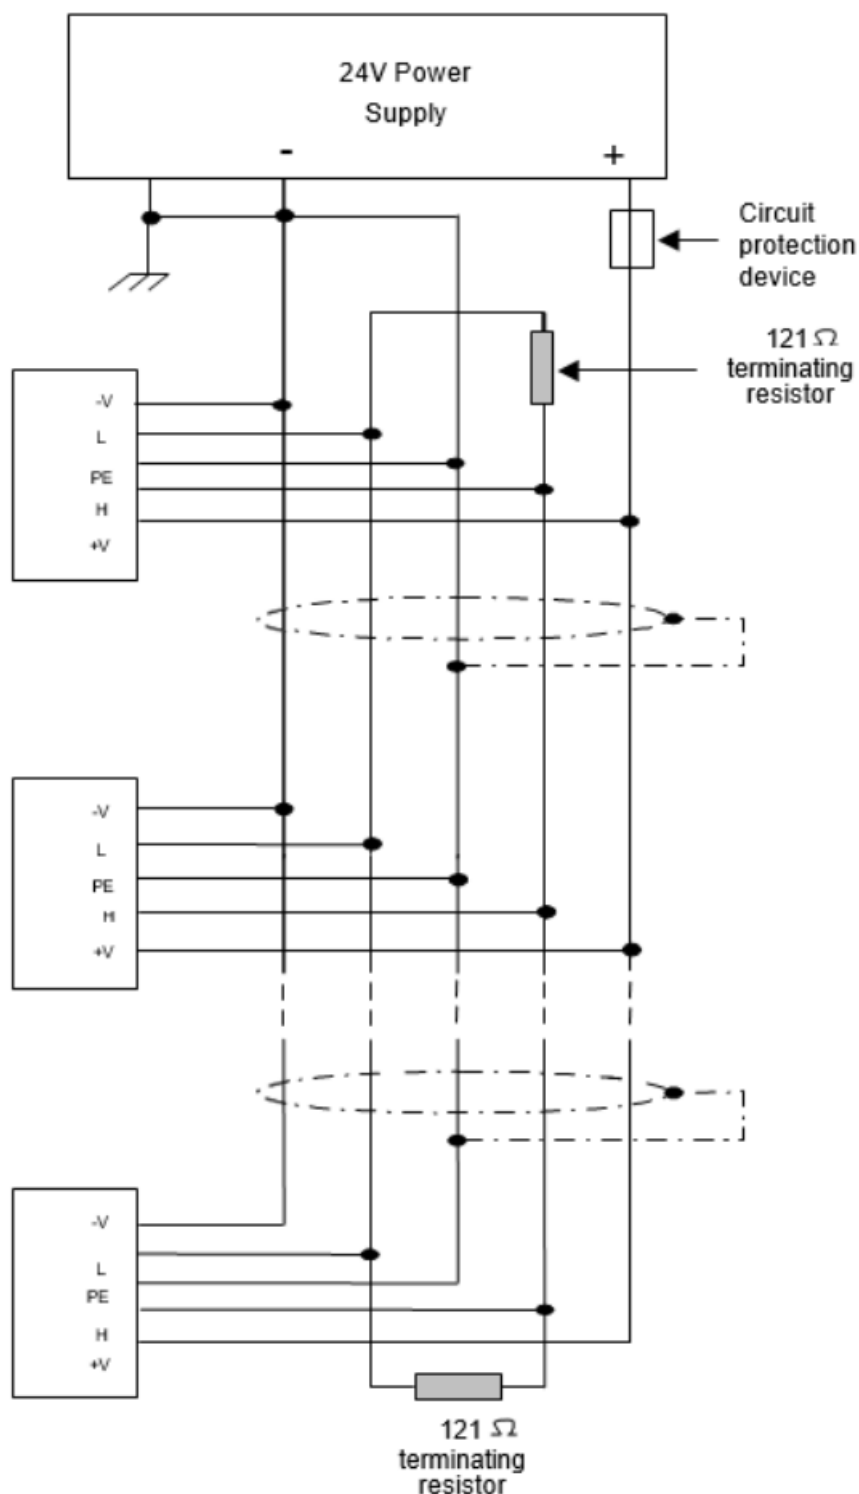 24V Power
Supply
-
+
Circuit
protection
device
121 Ω
terminating
resistor
-V
L
PE
H
+V
-V
L
PE
H
+V
-V
L
PE
H
+V
121 Ω
terminating
resistor